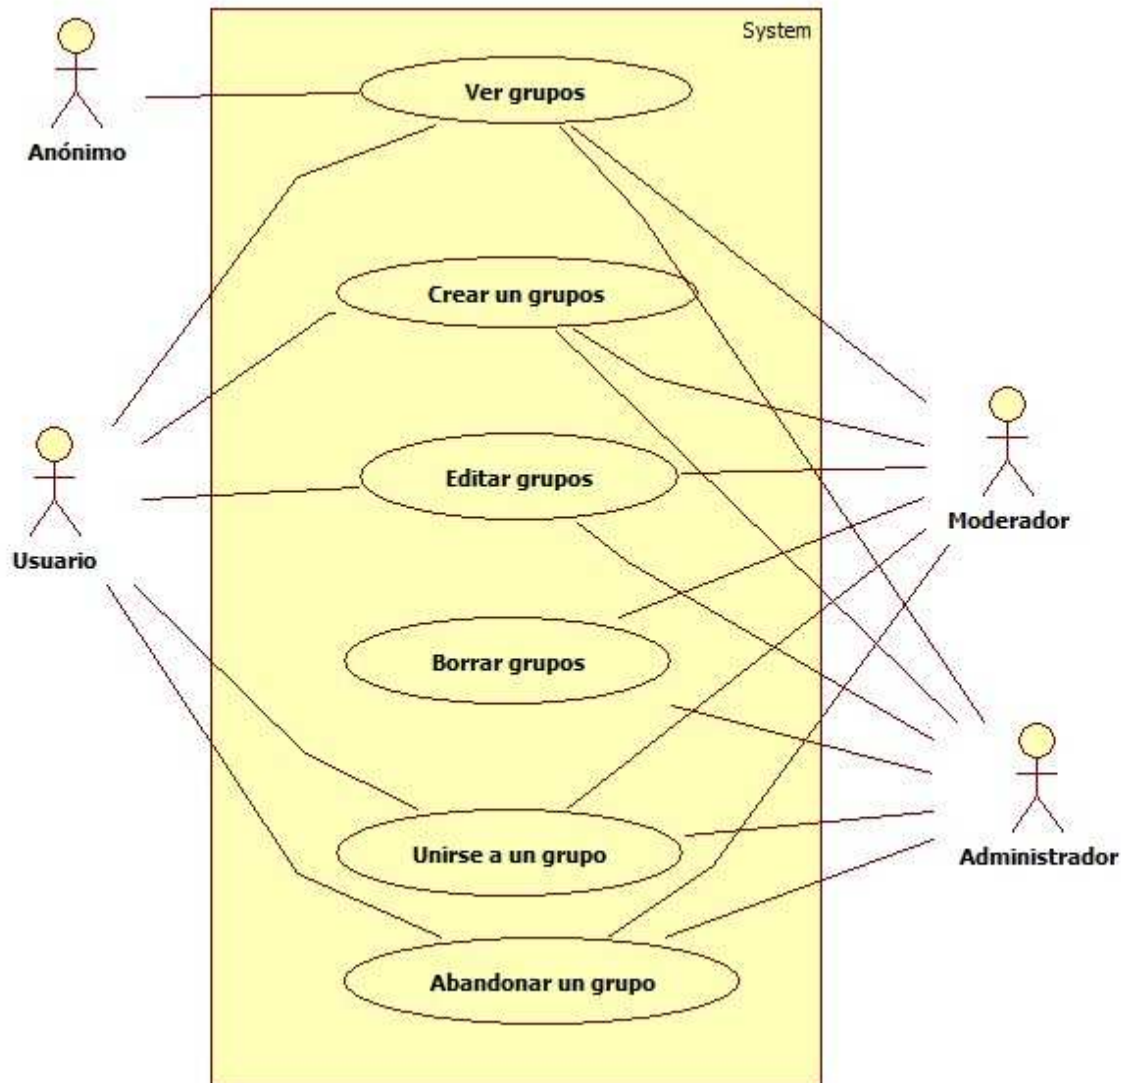 System
Ver grupos
Anónimo
Crear un grupos
Editar grupos
Moderador
Usuario
Borrar grupos
Unirse a un grupo
Administrador
Abandonar un grupo